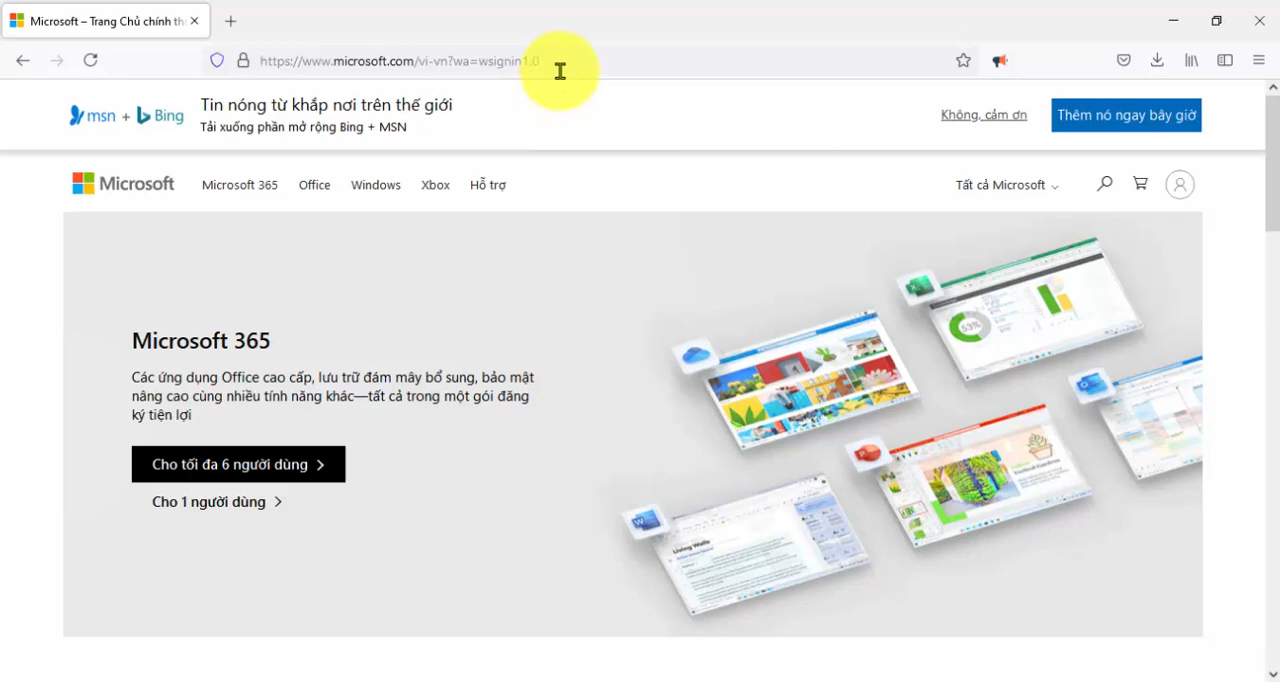 Microsoft – Trang Chủ chính th
https://www.microsoft.com/vi-vn?wa=wsignin1.0
msn + Bing
Tin nóng từ khắp nơi trên thế giới
Tải xuống phần mở rộng Bing + MSN
Không, cảm ơn
Thêm nó ngay bây giờ
Microsoft
Microsoft 365
Office
Windows
Xbox
Hỗ trợ
Tất cả Microsoft
Microsoft 365
Các ứng dụng Office cao cấp, lưu trữ đám mây bổ sung, bảo mật
nâng cao cùng nhiều tính năng khác—tất cả trong một gói đăng
ký tiện lợi
Cho tối đa 6 người dùng
Cho 1 người dùng
53%
Living Walls